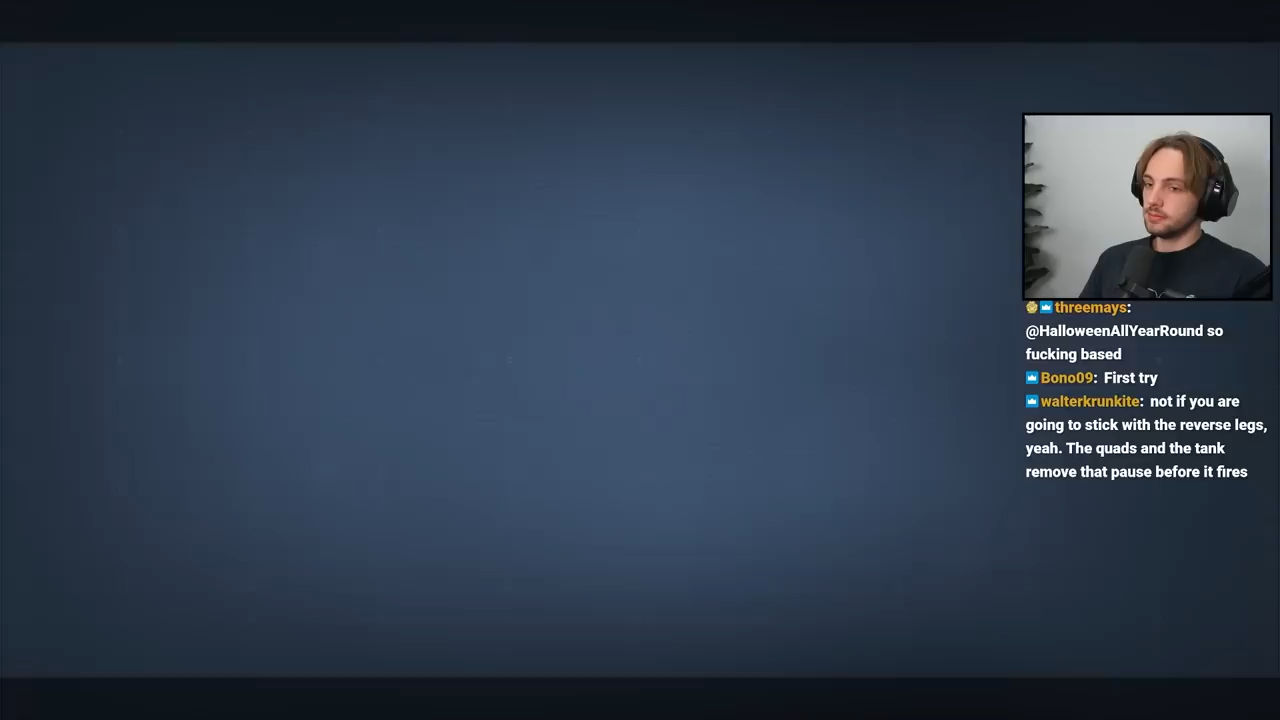 threemays:
@HalloweenAllYearRound so
fucking based
Bono09: First try
walterkrunkite: not if you are
going to stick with the reverse legs,
yeah. The quads and the tank
remove that pause before it fires